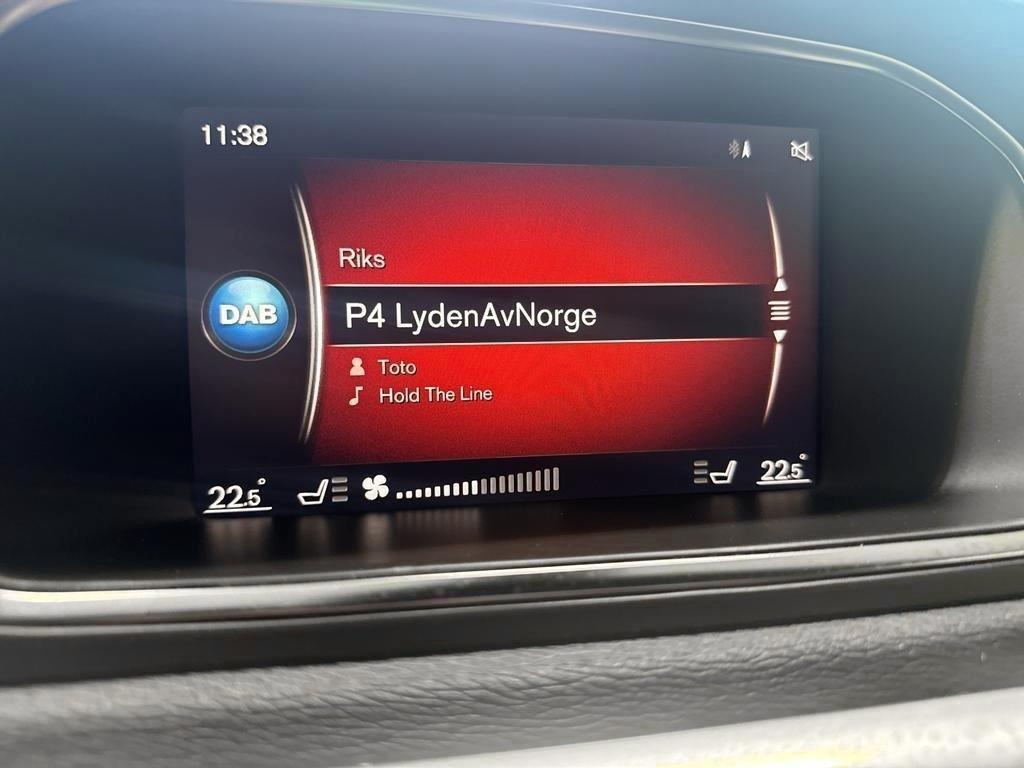 11:38
Riks
DAB
P4 LydenAvNorge
Toto
Hold The Line
22.5°
22.5°